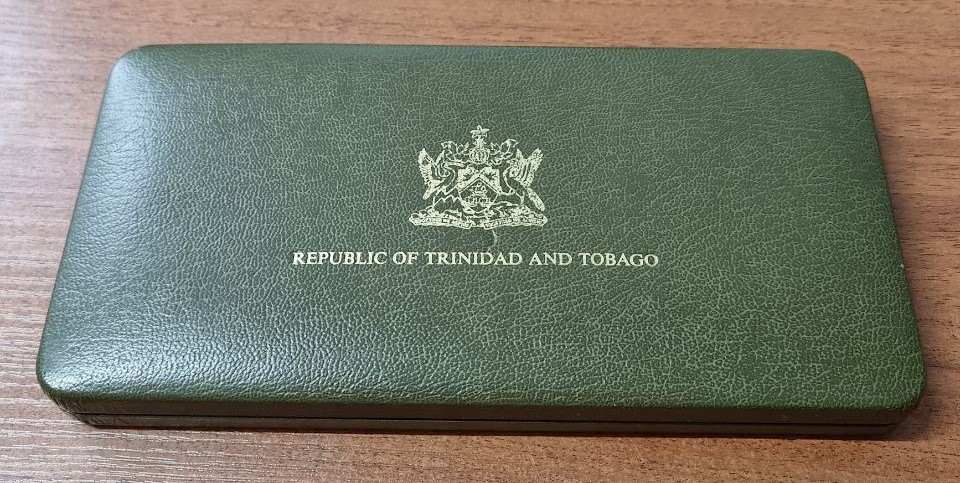 REPUBLIC OF TRINIDAD AND TOBAGO